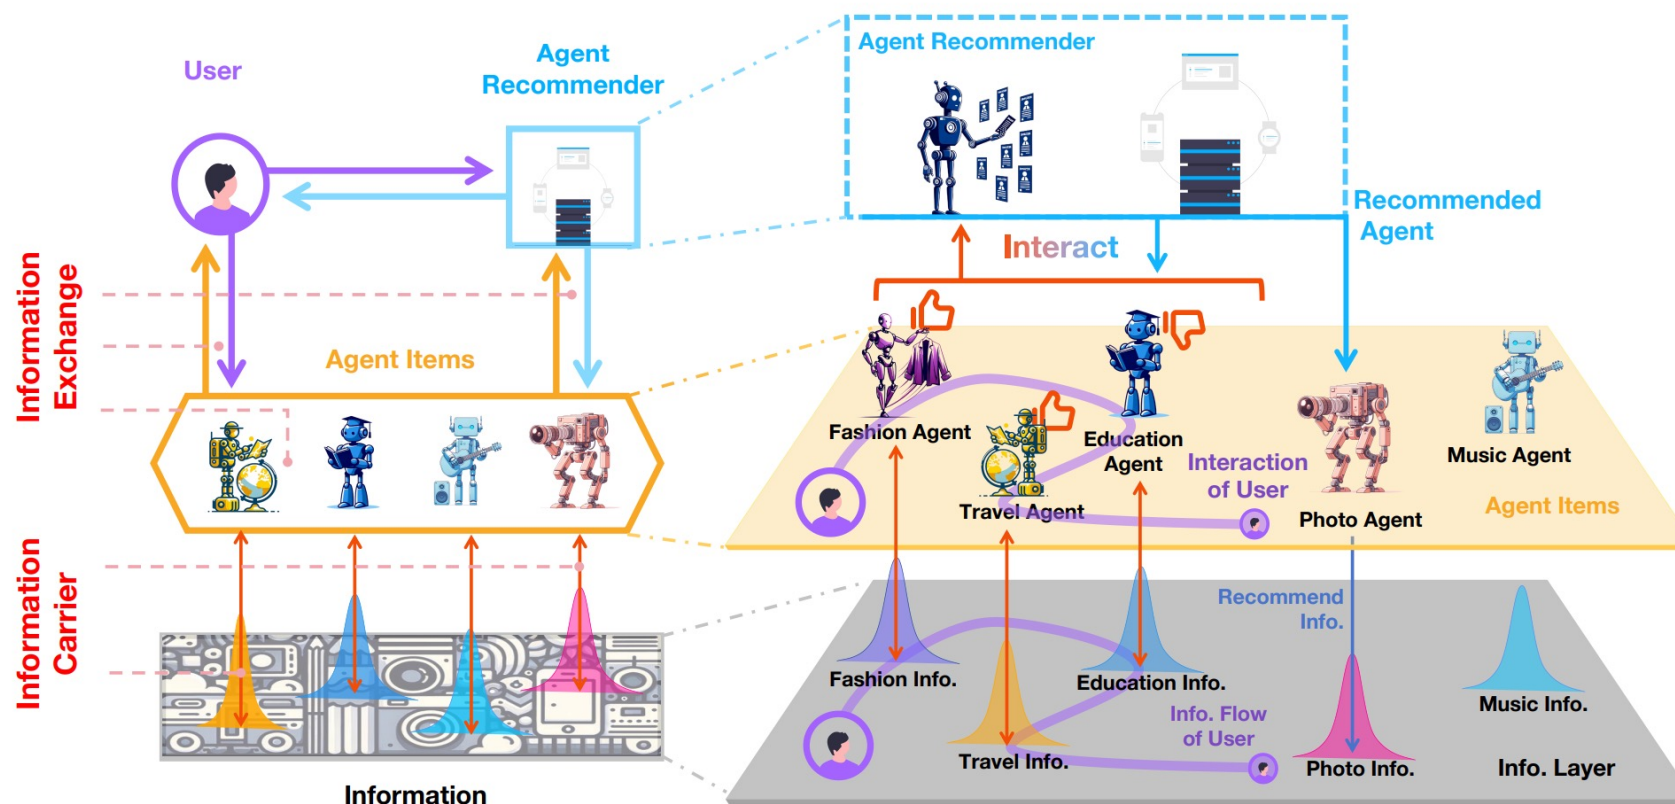 User
Agent
Recommender
Information
Exchange
Agent Items
Information
Carrier
Information
Agent Recommender
Recommended
Agent
Interact
Fashion Agent
Education
Agent
Travel Agent
Interaction
of User
Photo Agent
Music Agent
Agent Items
Recommend
Info.
Fashion Info.
Education Info.
Travel Info.
Info. Flow
of User
Photo Info.
Music Info.
Info. Layer